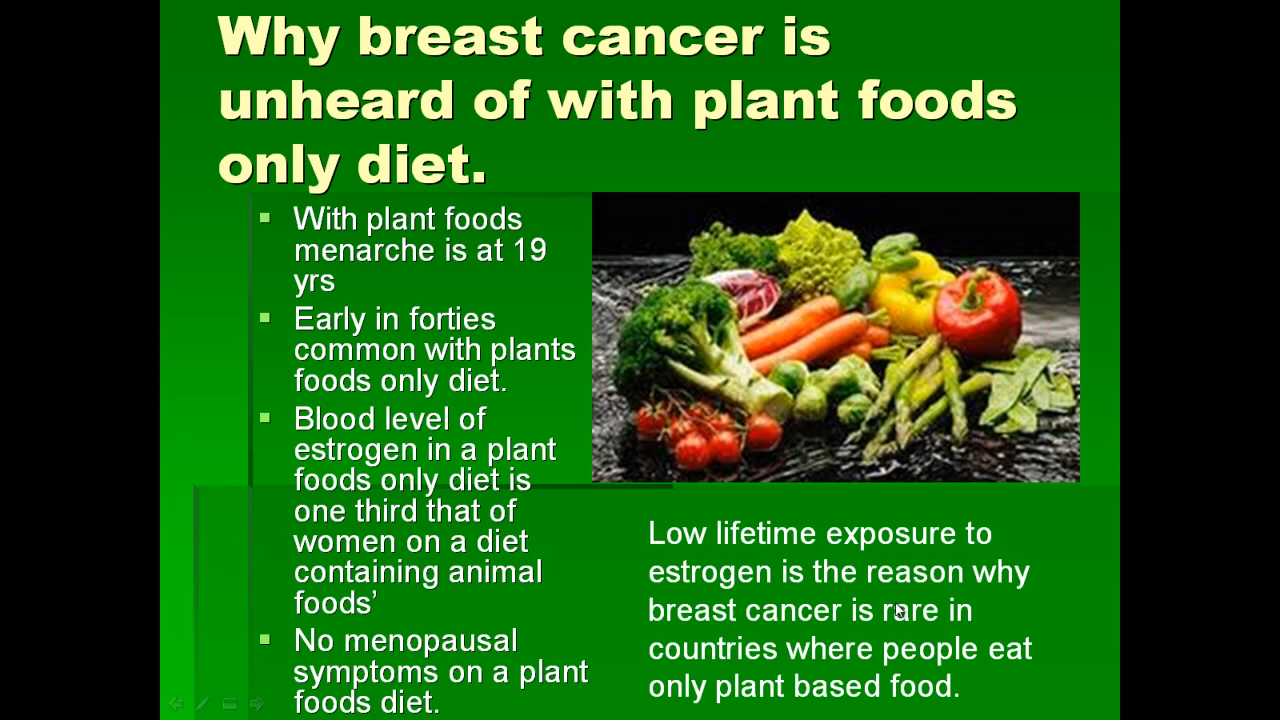 Why breast cancer is
unheard of with plant foods
only diet.
With plant foods
menarche is at 19
yrs
Early in forties
common with plants
foods only diet.
Blood level of
estrogen in a plant
foods only diet is
one third that of
women on a diet
containing animal
foods’
No menopausal
symptoms on a plant
foods diet.
Low lifetime exposure to
estrogen is the reason why
breast cancer is rare in
countries where people eat
only plant based food.